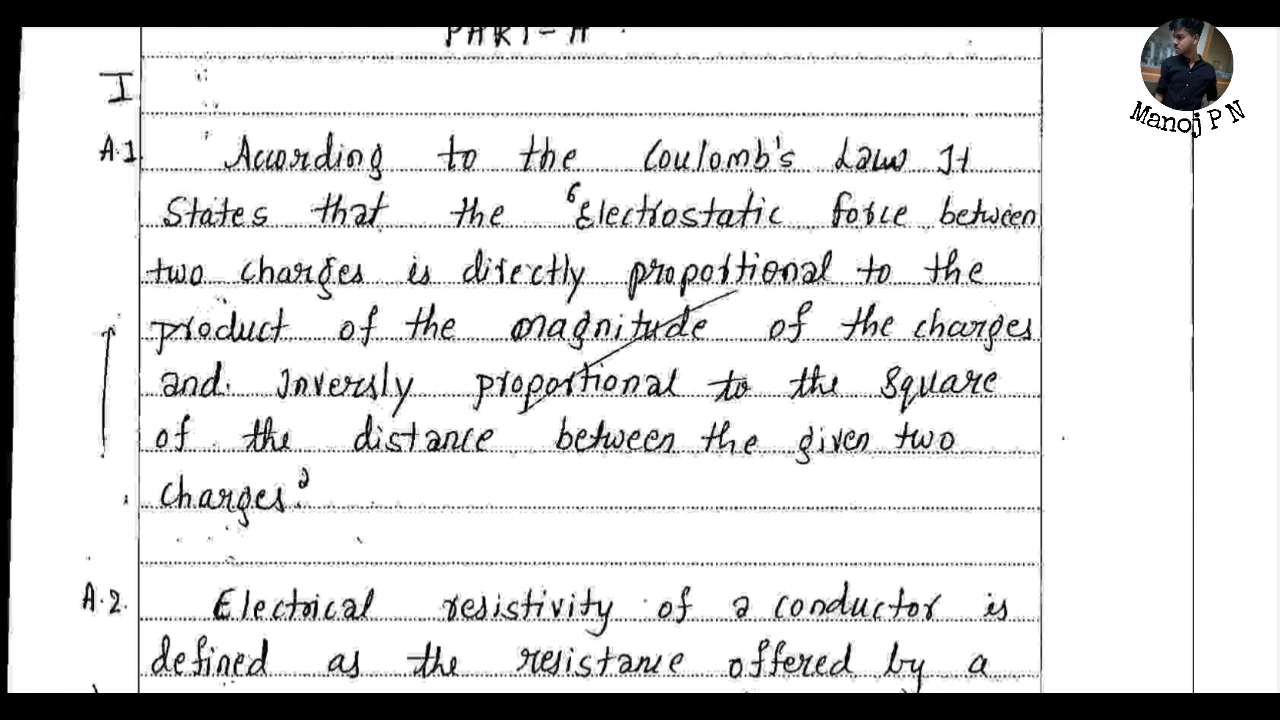 PART-A
I
Manoj P N
A.1 According to the Coulomb's Law It
States that the ‘Electrostatic force between
two charges is directly proportional to the
product of the magnitude of the charges
and Inversly proportional to the Square
of the distance between the given two
charges.’
A.2. Electrical resistivity of a conductor is
defined as the resistance offered by a